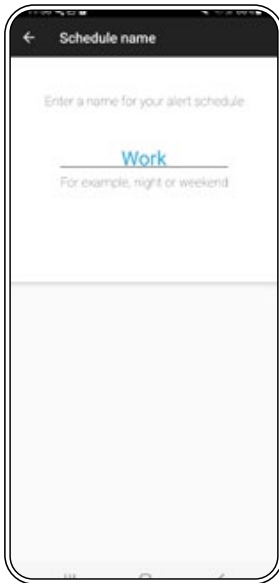 Schedule name
Enter a name for your alert schedule
Work
For example, night or weekend